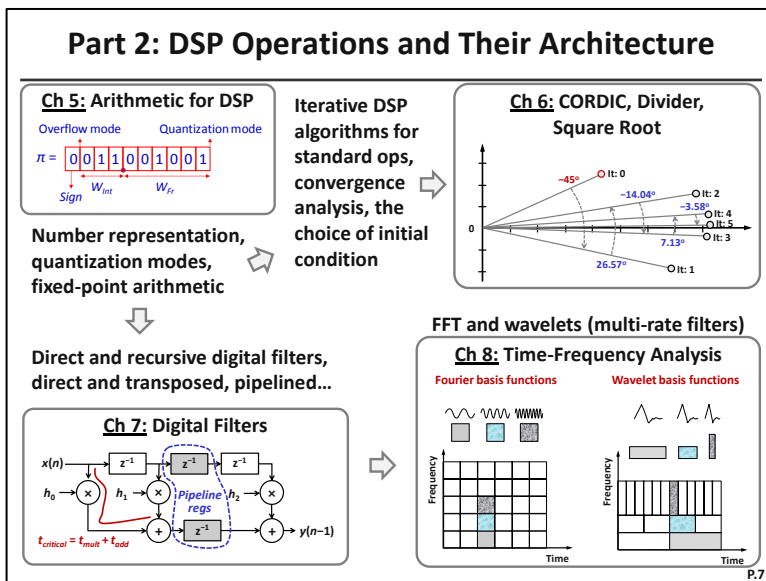 Part 2: DSP Operations and Their Architecture
Ch 5: Arithmetic for DSP
Overflow mode
Quantization mode
π = 0 0 1 1 0 0 1 0 0 1
W_Int
W_Fr
Sign
Number representation,
quantization modes,
fixed-point arithmetic
Iterative DSP
algorithms for
standard ops,
convergence
analysis, the
choice of initial
condition
Ch 6: CORDIC, Divider,
Square Root
It: 0
−45°
It: 2
−14.04°
It: 4
−3.58°
It: 5
0
It: 3
7.13°
26.57°
It: 1
Direct and recursive digital filters,
direct and transposed, pipelined…
Ch 7: Digital Filters
x(n)
z⁻¹
z⁻¹
z⁻¹
h₀
×
h₁
×
h₂
×
Pipeline
regs
+
z⁻¹
+
y(n−1)
t_critical = t_mult + t_add
FFT and wavelets (multi-rate filters)
Ch 8: Time-Frequency Analysis
Fourier basis functions
Wavelet basis functions
Frequency
Time
Frequency
Time
P.7